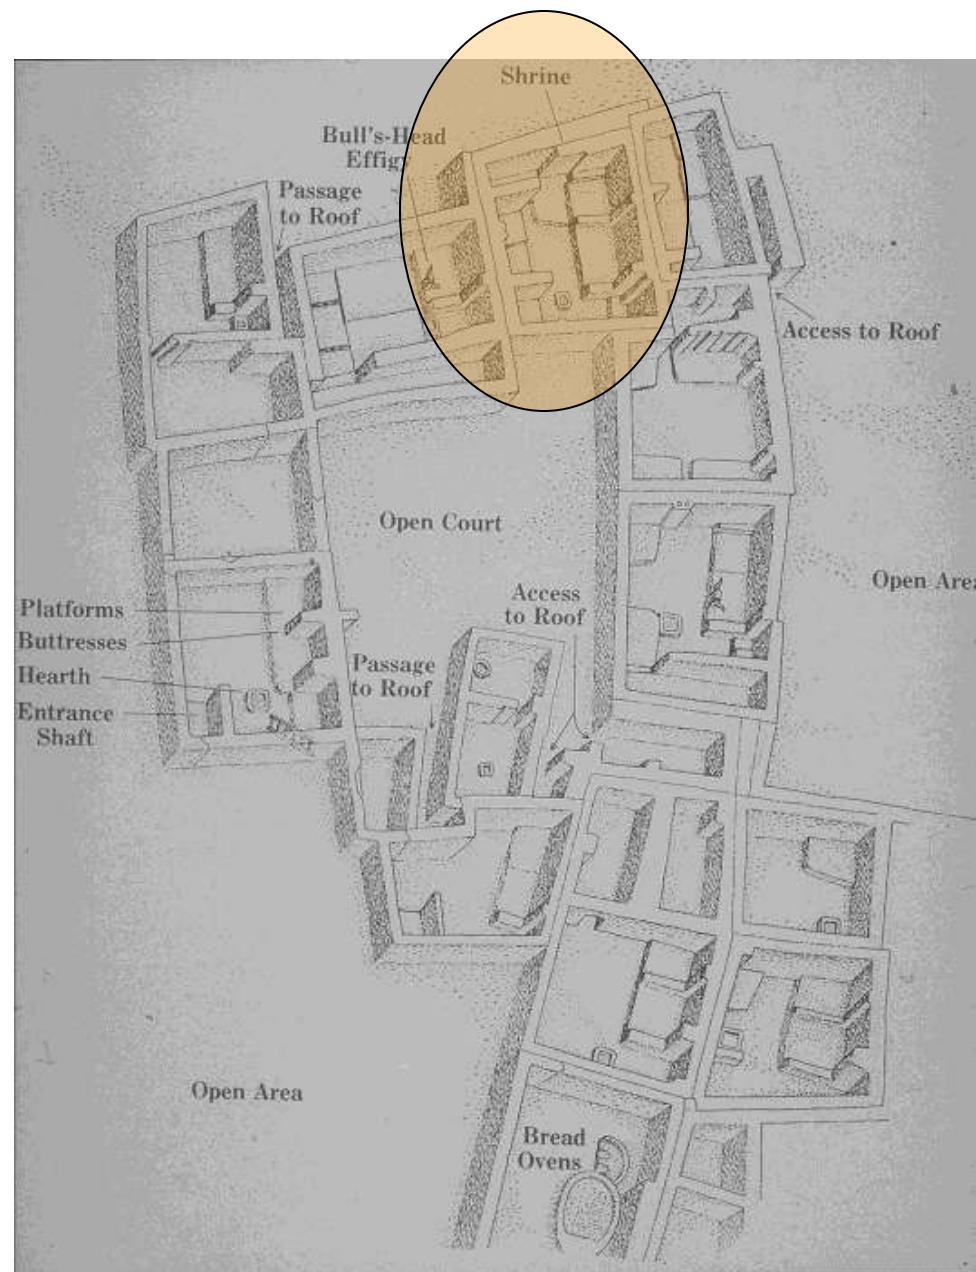 Shrine
Bull's-Head
Effigy
Passage
to Roof
Access to Roof
Open Court
Open Area
Access
to Roof
Platforms
Buttresses
Hearth
Entrance
Shaft
Passage
to Roof
Open Area
Bread
Ovens